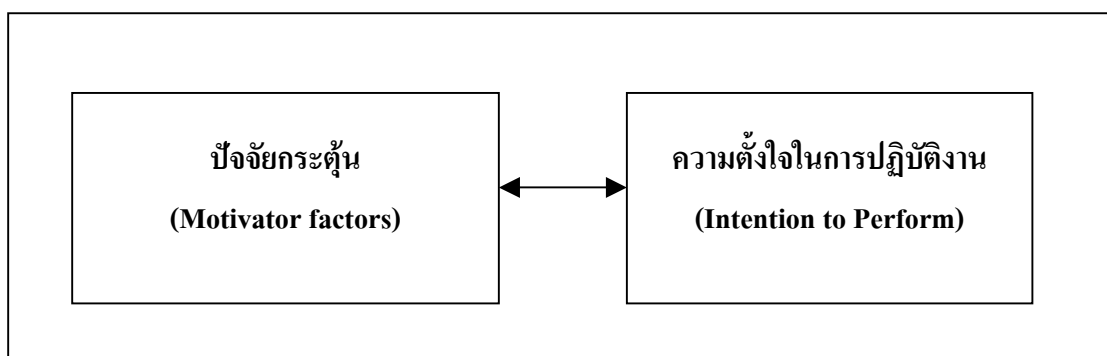 ปัจจัยกระตุ้น
(Motivator factors)
ความตั้งใจในการปฏิบัติงาน
(Intention to Perform)